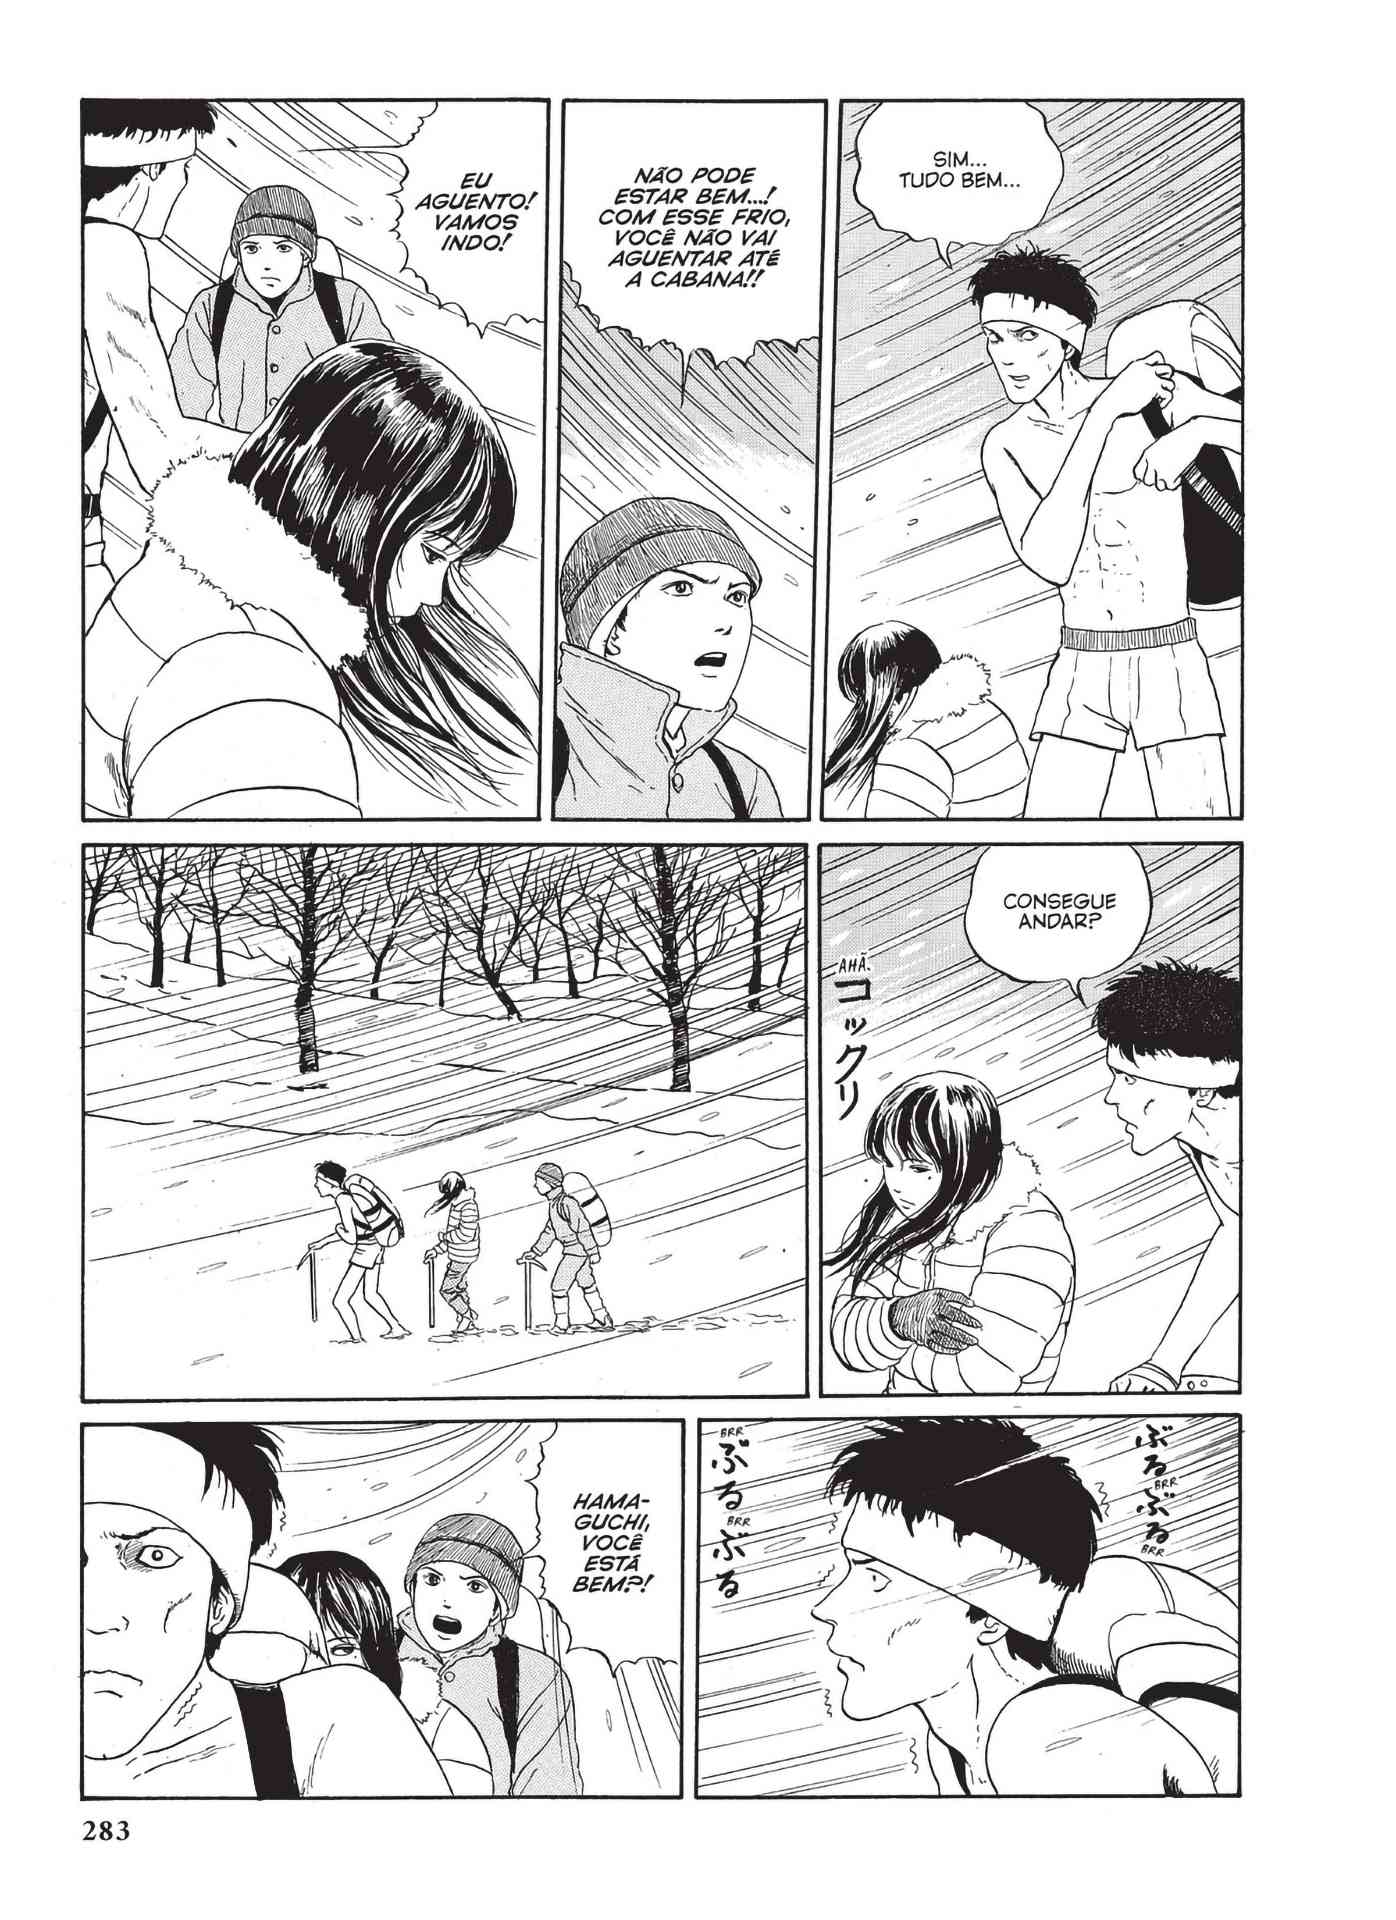 SIM...
TUDO BEM...
NÃO PODE
ESTAR BEM...!
COM ESSE FRIO,
VOCÊ NÃO VAI
AGUENTAR ATÉ
A CABANA!!
EU
AGUENTO!
VAMOS
INDO!
CONSEGUE
ANDAR?
AHÃ.
コックリ
BRR
ぶる
BRR
ぶる
BRR
BRR
ぶる
BRR
ぶる
HAMA-
GUCHI,
VOCÊ
ESTÁ
BEM?!
283